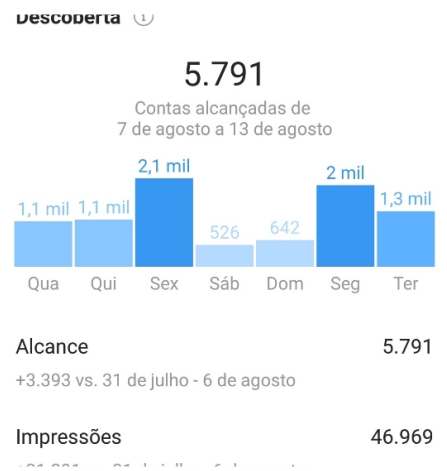 Descoberta
5.791
Contas alcançadas de
7 de agosto a 13 de agosto
2,1 mil
2 mil
1,3 mil
1,1 mil 1,1 mil
526 642
Qua Qui Sex Sáb Dom Seg Ter
Alcance 5.791
+3.393 vs. 31 de julho - 6 de agosto
Impressões 46.969